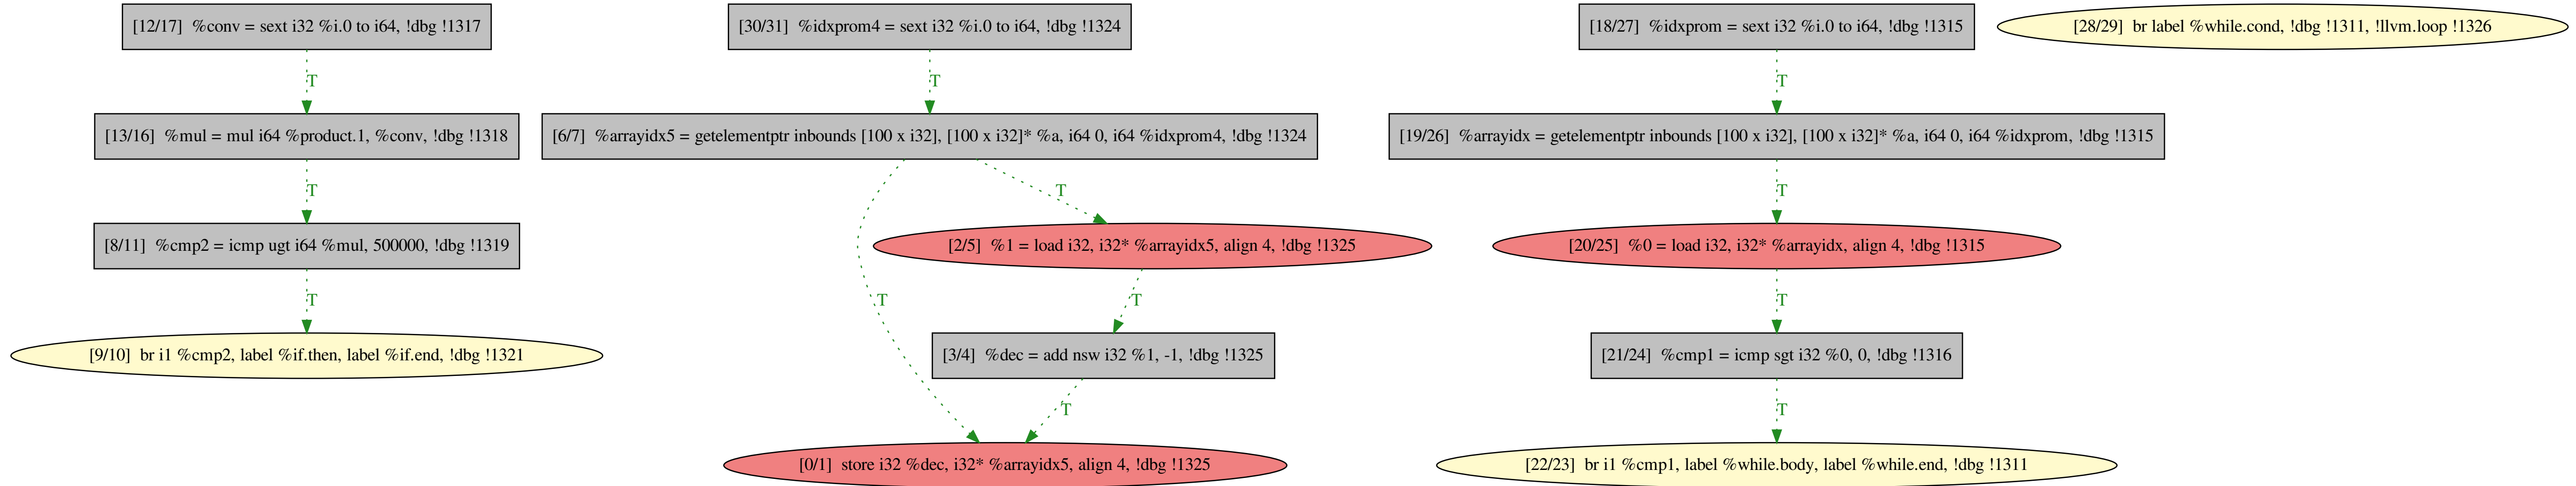 [12/17]  %conv = sext i32 %i.0 to i64, !dbg !1317
[30/31]  %idxprom4 = sext i32 %i.0 to i64, !dbg !1324
[18/27]  %idxprom = sext i32 %i.0 to i64, !dbg !1315
[28/29]  br label %while.cond, !dbg !1311, !llvm.loop !1326
T
T
T
[13/16]  %mul = mul i64 %product.1, %conv, !dbg !1318
[6/7]  %arrayidx5 = getelementptr inbounds [100 x i32], [100 x i32]* %a, i64 0, i64 %idxprom4, !dbg !1324
[19/26]  %arrayidx = getelementptr inbounds [100 x i32], [100 x i32]* %a, i64 0, i64 %idxprom, !dbg !1315
T
T
T
[8/11]  %cmp2 = icmp ugt i64 %mul, 500000, !dbg !1319
[2/5]  %1 = load i32, i32* %arrayidx5, align 4, !dbg !1325
[20/25]  %0 = load i32, i32* %arrayidx, align 4, !dbg !1315
T
T
T
T
[9/10]  br i1 %cmp2, label %if.then, label %if.end, !dbg !1321
[3/4]  %dec = add nsw i32 %1, -1, !dbg !1325
[21/24]  %cmp1 = icmp sgt i32 %0, 0, !dbg !1316
T
T
[0/1]  store i32 %dec, i32* %arrayidx5, align 4, !dbg !1325
[22/23]  br i1 %cmp1, label %while.body, label %while.end, !dbg !1311